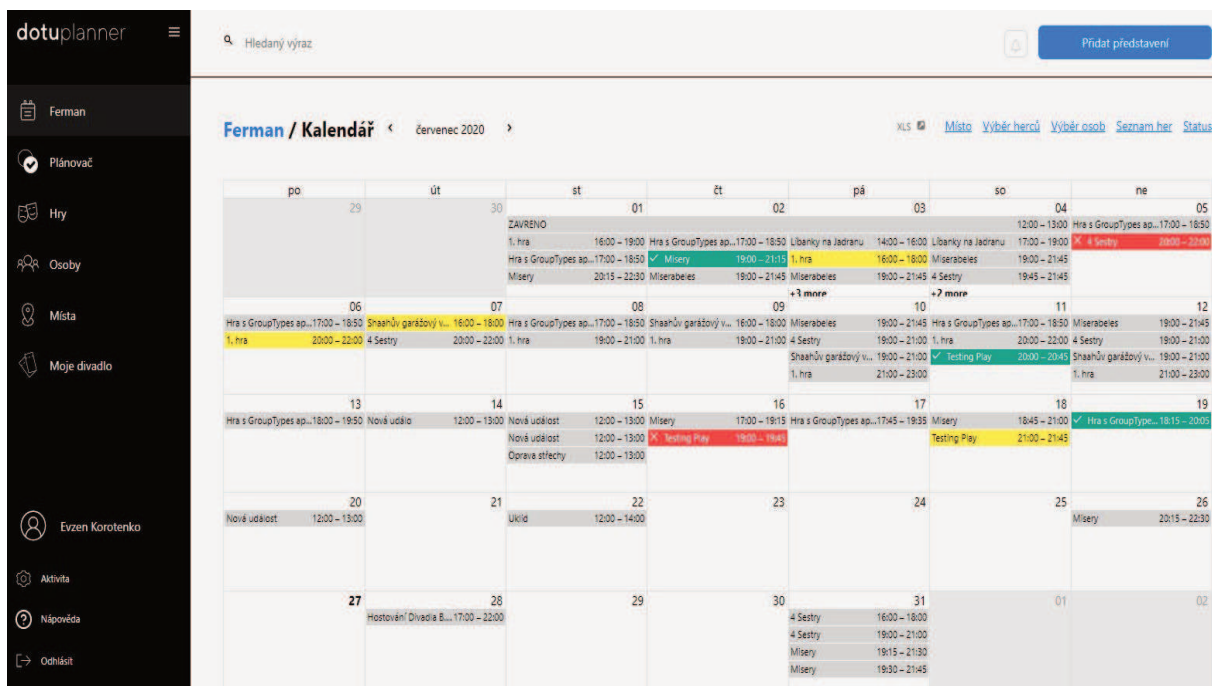 dotuplanner
Hledaný výraz
Přidat představení
Ferman
Plánovač
Hry
Osoby
Místa
Moje divadlo
Evzen Korotenko
Aktivita
Nápověda
Odhlásit
Ferman / Kalendář < červenec 2020 >
XLS Místo Výběr herců Výběr osob Seznam her Status
po út st čt pá so ne
29 30 01 02 03 04 05
ZAVRENO 12:00 – 13:00 Hra s GroupTypes ap...17:00 – 18:50
1. hra 16:00 – 19:00 Hra s GroupTypes ap...17:00 – 18:50 Líbanky na Jadranu 14:00 – 16:00 Líbanky na Jadranu 17:00 – 19:00 4 Sestry 20:00 – 22:00
Hra s GroupTypes ap...17:00 – 18:50 Misery 19:00 – 21:15 1. hra 16:00 – 18:00 Miserabeles 19:00 – 21:45
Misery 20:15 – 22:30 Miserabeles 19:00 – 21:45 Miserabeles 19:00 – 21:45 4 Sestry 19:45 – 21:45
+3 more +2 more
06 07 08 09 10 11 12
Hra s GroupTypes ap...17:00 – 18:50 Shaahův garážový v... 16:00 – 18:00 Hra s GroupTypes ap...17:00 – 18:50 Shaahův garážový v... 16:00 – 18:00 Miserabeles 19:00 – 21:45 Hra s GroupTypes ap...17:00 – 18:50 Miserabeles 19:00 – 21:45
1. hra 20:00 – 22:00 4 Sestry 20:00 – 22:00 1. hra 19:00 – 21:00 1. hra 19:00 – 21:00 4 Sestry 19:00 – 21:00 1. hra 20:00 – 22:00 4 Sestry 19:00 – 21:00
Shaahův garážový v... 19:00 – 21:00 Testing Play 20:00 – 20:45 Shaahův garážový v... 19:00 – 21:00
1. hra 21:00 – 23:00 1. hra 21:00 – 23:00
13 14 15 16 17 18 19
Hra s GroupTypes ap...18:00 – 19:50 Nová událo 12:00 – 13:00 Nová událost 12:00 – 13:00 Misery 17:00 – 19:15 Hra s GroupTypes ap...17:45 – 19:35 Misery 18:45 – 21:00 Hra s GroupType... 18:15 – 20:05
Nová událost 12:00 – 13:00 Testing Play 19:00 – 19:45 Testing Play 21:00 – 21:45
Oprava střechy 12:00 – 13:00
20 21 22 23 24 25 26
Nová událost 12:00 – 13:00 Uklid 12:00 – 14:00 Misery 20:15 – 22:30
27 28 29 30 31 01 02
Hostování Divadla B... 17:00 – 22:00 4 Sestry 16:00 – 18:00
4 Sestry 19:00 – 21:00
Misery 19:15 – 21:30
Misery 19:30 – 21:45